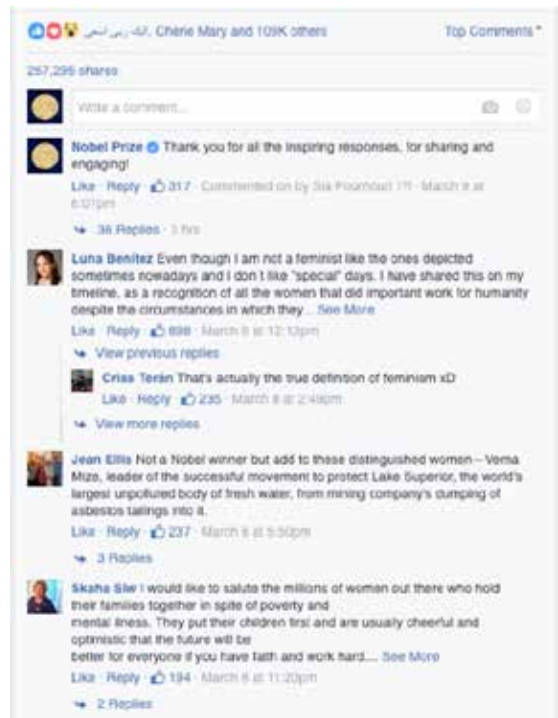 Cherie Mary and 109K others Top Comments
257,295 shares
Write a comment...
Nobel Prize Thank you for all the inspiring responses, for sharing and
engaging!
Like · Reply · 317 · Commented on by Sia · March 9 at
6:01pm
36 Replies · 3 hrs
Luna Benitez Even though I am not a feminist like the ones depicted
sometimes nowadays and I don t like "special" days. I have shared this on my
timeline, as a recognition of all the women that did important work for humanity
despite the circumstances in which they... See More
Like · Reply · 898 · March 8 at 12:12pm
View previous replies
Criss Terán That's actually the true definition of feminism xD
Like · Reply · 235 · March 8 at 2:49pm
View more replies
Jean Ellis Not a Nobel winner but add to these distinguished women -- Verna
Mize, leader of the successful movement to protect Lake Superior, the world's
largest unpolluted body of fresh water, from mining company's dumping of
asbestos tailings into it.
Like · Reply · 237 · March 8 at 5:50pm
3 Replies
Skaha Siw I would like to salute the millions of women out there who hold
their families together in spite of poverty and
mental illness. They put their children first and are usually cheerful and
optimistic that the future will be
better for everyone if you have faith and work hard.... See More
Like · Reply · 194 · March 8 at 11:20pm
2 Replies